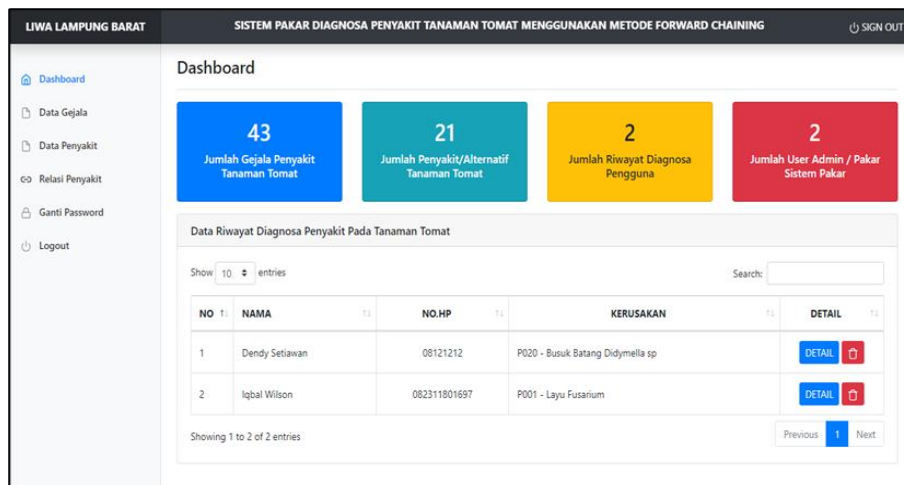 LIWA LAMPUNG BARAT
SISTEM PAKAR DIAGNOSA PENYAKIT TANAMAN TOMAT MENGGUNAKAN METODE FORWARD CHAINING
SIGN OUT
Dashboard
Data Gejala
Data Penyakit
Relasi Penyakit
Ganti Password
Logout
Dashboard
43
Jumlah Gejala Penyakit
Tanaman Tomat
21
Jumlah Penyakit/Alternatif
Tanaman Tomat
2
Jumlah Riwayat Diagnosa
Pengguna
2
Jumlah User Admin / Pakar
Sistem Pakar
Data Riwayat Diagnosa Penyakit Pada Tanaman Tomat
Show 10 entries
Search:
NO NAMA NO.HP KERUSAKAN DETAIL
1 Dendy Setiawan 08121212 P020 - Busuk Batang Didymella sp DETAIL
2 Iqbal Wilson 082311801697 P001 - Layu Fusarium DETAIL
Showing 1 to 2 of 2 entries
Previous 1 Next